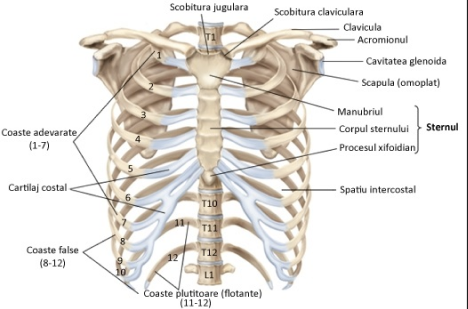 Scobitura jugulara
Scobitura claviculara
Clavicula
Acromionul
Cavitatea glenoida
Scapula (omoplat)
Manubriul
Corpul sternului
Sternul
Procesul xifoidian
Spatiu intercostal
Coaste adevarate
(1-7)
Cartilaj costal
Coaste false
(8-12)
Coaste plutitoare (flotante)
(11-12)
T1
1
2
3
4
5
6
7
8
9
10
11
12
T10
T11
T12
L1